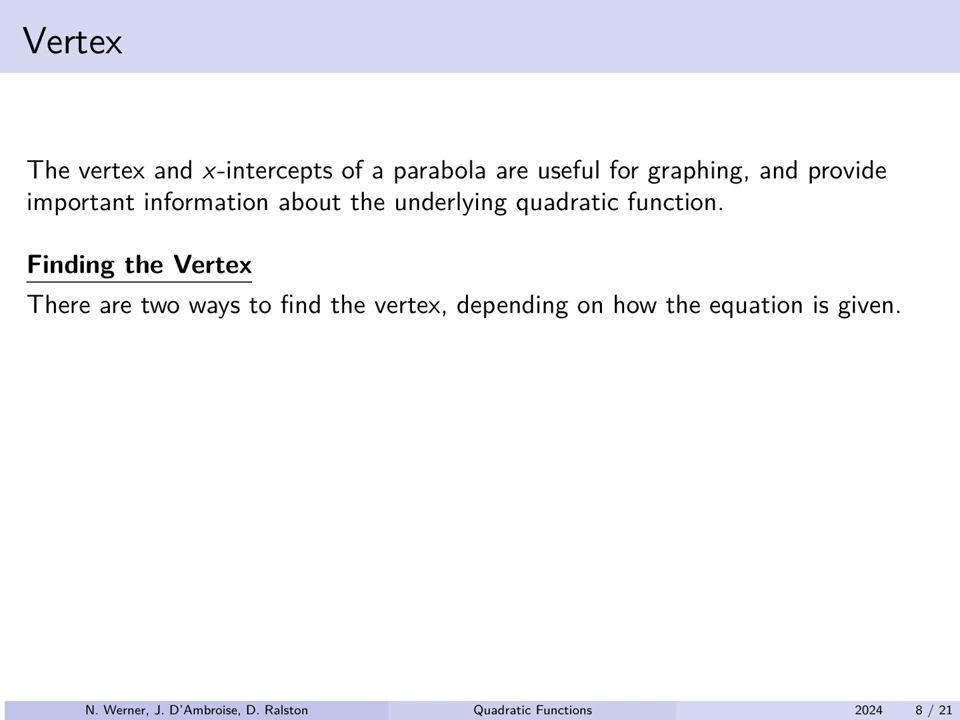 Vertex
The vertex and x-intercepts of a parabola are useful for graphing, and provide
important information about the underlying quadratic function.
Finding the Vertex
There are two ways to find the vertex, depending on how the equation is given.
N. Werner, J. D'Ambroise, D. Ralston Quadratic Functions 2024 8 / 21